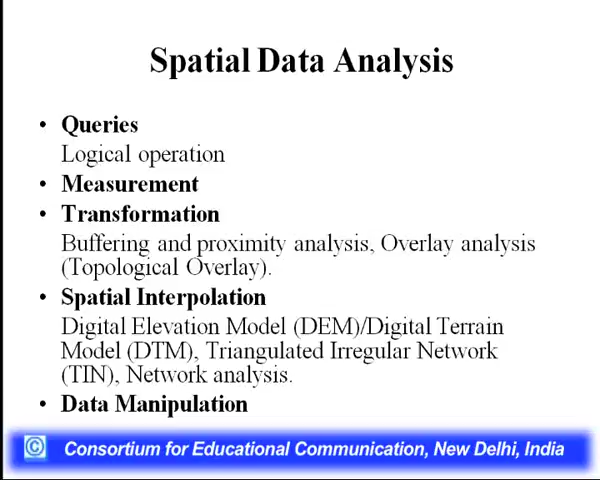 Spatial Data Analysis
• Queries
Logical operation
• Measurement
• Transformation
Buffering and proximity analysis, Overlay analysis
(Topological Overlay).
• Spatial Interpolation
Digital Elevation Model (DEM)/Digital Terrain
Model (DTM), Triangulated Irregular Network
(TIN), Network analysis.
• Data Manipulation
© Consortium for Educational Communication, New Delhi, India